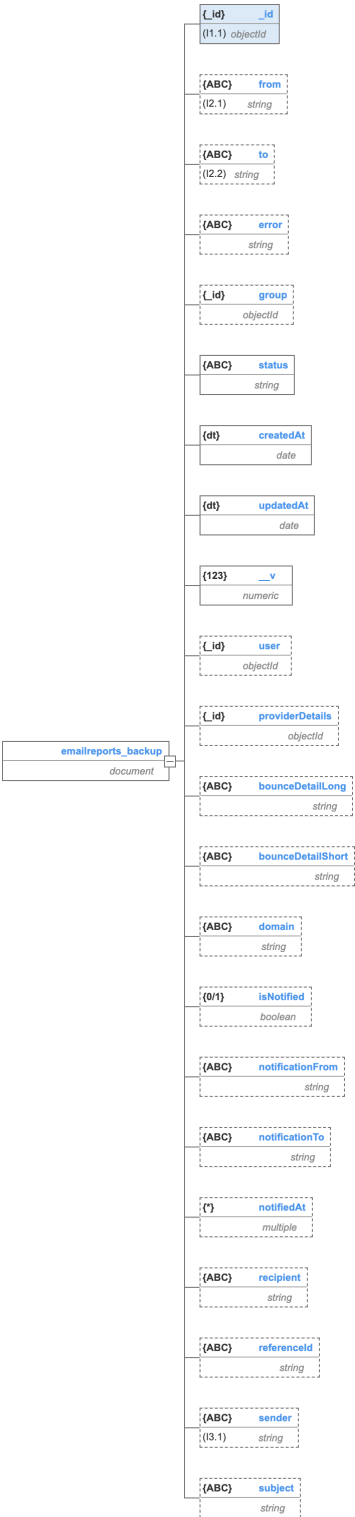 {_id} _id
(I1.1) objectId
{ABC} from
(I2.1) string
{ABC} to
(I2.2) string
{ABC} error
string
{_id} group
objectId
{ABC} status
string
{dt} createdAt
date
{dt} updatedAt
date
{123} __v
numeric
{_id} user
objectId
{_id} providerDetails
objectId
emailreports_backup
document
{ABC} bounceDetailLong
string
{ABC} bounceDetailShort
string
{ABC} domain
string
{0/1} isNotified
boolean
{ABC} notificationFrom
string
{ABC} notificationTo
string
{*} notifiedAt
multiple
{ABC} recipient
string
{ABC} referenceId
string
{ABC} sender
(I3.1) string
{ABC} subject
string